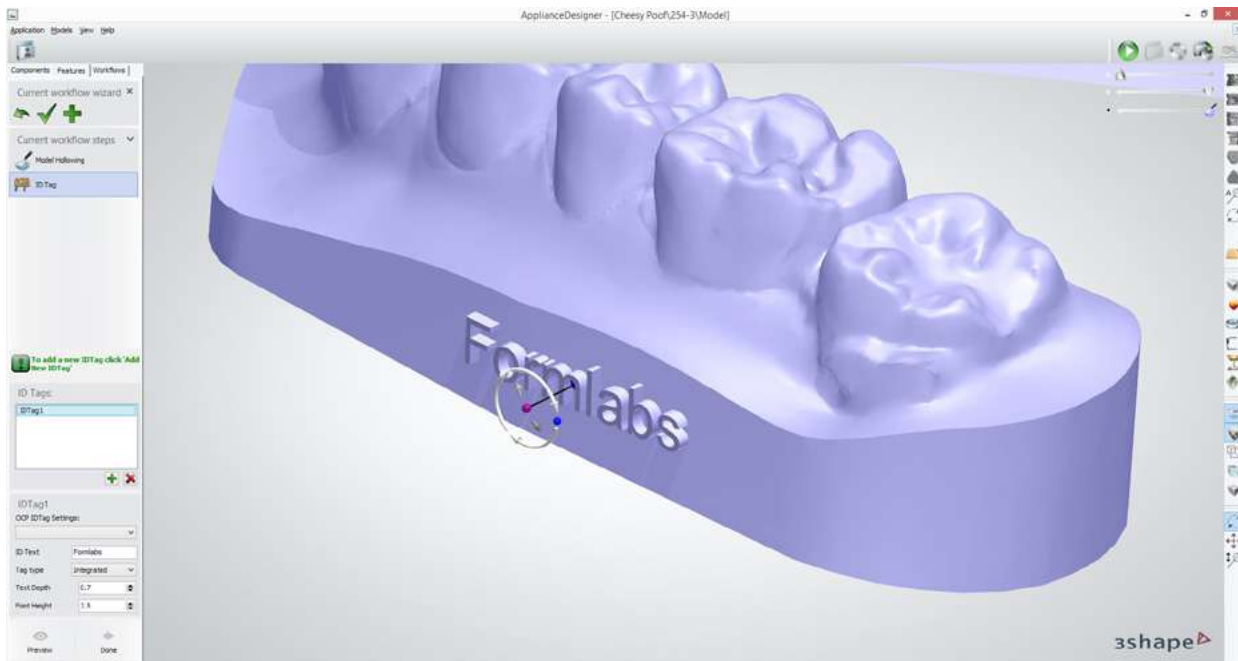 ApplianceDesigner - [Cheesy Poof\254-3\Model]
Application Models View Help
Components Features Workflows
Current workflow wizard
Current workflow steps
Model Hollowing
ID Tag
To add a new IDTag click 'Add
New IDTag'
ID Tags:
IDTag1
IDTag1
OCP IDTag Settings:
ID Text Formlabs
Tag type Integrated
Text Depth 0.7
Font Height
Preview Done
Formlabs
3shape